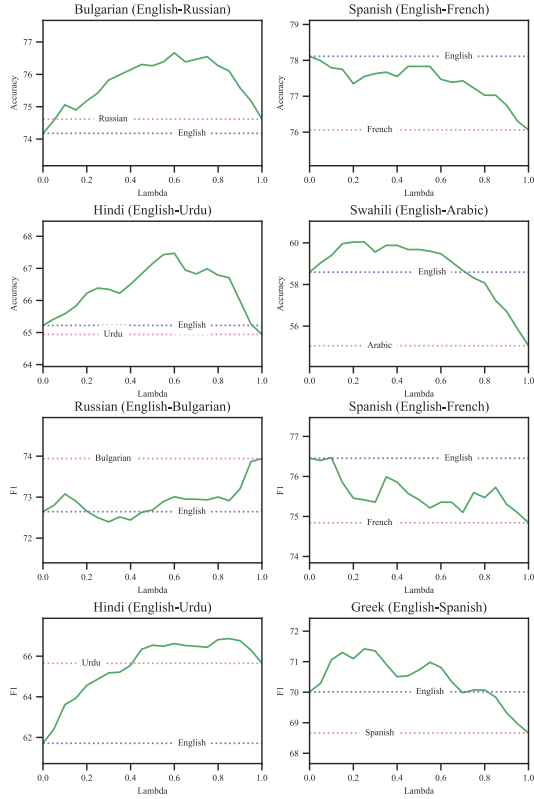 Bulgarian (English-Russian)
77
76
75
74
Accuracy
Russian
English
0.0 0.2 0.4 0.6 0.8 1.0
Lambda
Spanish (English-French)
79
78
77
76
Accuracy
English
French
0.0 0.2 0.4 0.6 0.8 1.0
Lambda
Hindi (English-Urdu)
68
67
66
65
64
Accuracy
English
Urdu
0.0 0.2 0.4 0.6 0.8 1.0
Lambda
Swahili (English-Arabic)
60
58
56
Accuracy
English
Arabic
0.0 0.2 0.4 0.6 0.8 1.0
Lambda
Russian (English-Bulgarian)
74
73
72
F1
Bulgarian
English
0.0 0.2 0.4 0.6 0.8 1.0
Lambda
Spanish (English-French)
77
76
75
74
F1
English
French
0.0 0.2 0.4 0.6 0.8 1.0
Lambda
Hindi (English-Urdu)
66
64
62
F1
Urdu
English
0.0 0.2 0.4 0.6 0.8 1.0
Lambda
Greek (English-Spanish)
72
71
70
69
68
F1
English
Spanish
0.0 0.2 0.4 0.6 0.8 1.0
Lambda